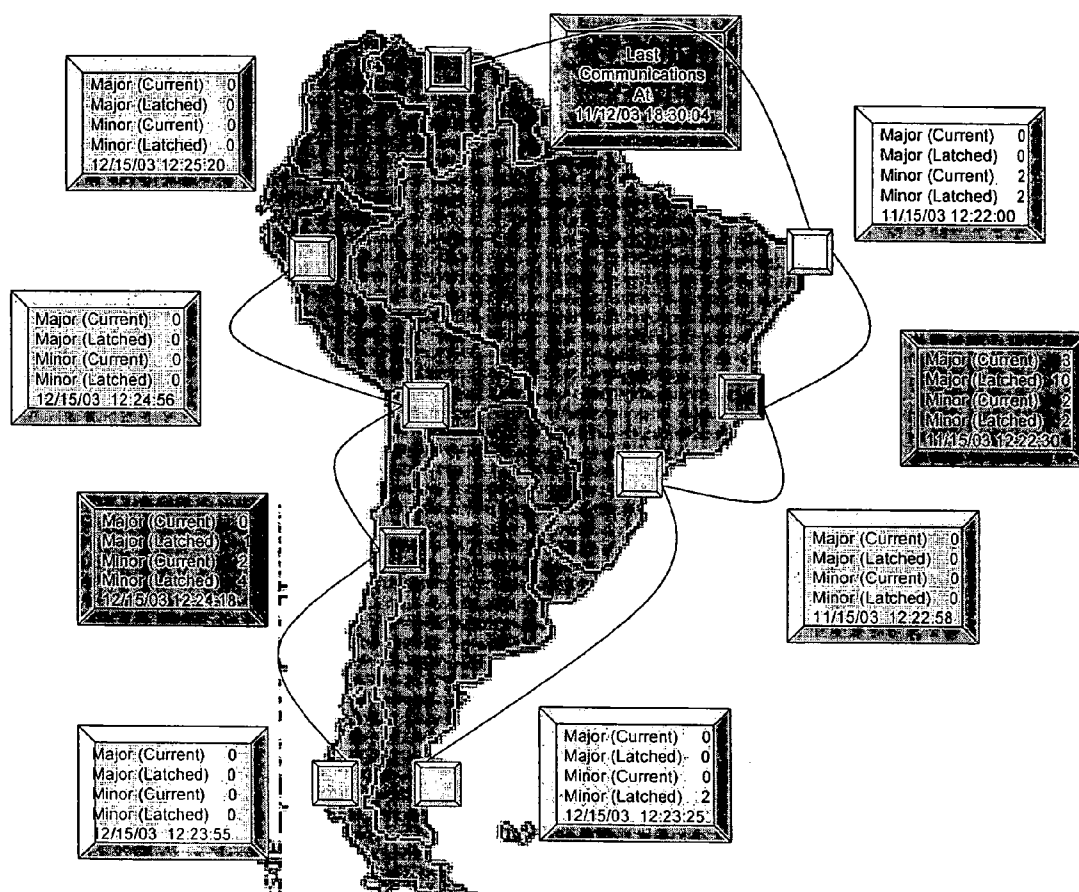 Last
Communications
At
11/12/03 18:30:04
Major (Current) 0
Major (Latched) 0
Minor (Current) 0
Minor (Latched) 0
12/15/03 12:25:20
Major (Current) 0
Major (Latched) 0
Minor (Current) 2
Minor (Latched) 2
11/15/03 12:22:00
Major (Current) 0
Major (Latched) 0
Minor (Current) 0
Minor (Latched) 0
12/15/03 12:24:56
Major (Current) 8
Major (Latched) 10
Minor (Current) 2
Minor (Latched) 2
11/15/03 12:22:30
Major (Current) 0
Major (Latched) 1
Minor (Current) 2
Minor (Latched) 4
12/15/03 12:24:18
Major (Current) 0
Major (Latched) 0
Minor (Current) 0
Minor (Latched) 0
11/15/03 12:22:58
Major (Current) 0
Major (Latched) 0
Minor (Current) 0
Minor (Latched) 0
12/15/03 12:23:55
Major (Current) 0
Major (Latched) 0
Minor (Current) 0
Minor (Latched) 2
12/15/03 12:23:25